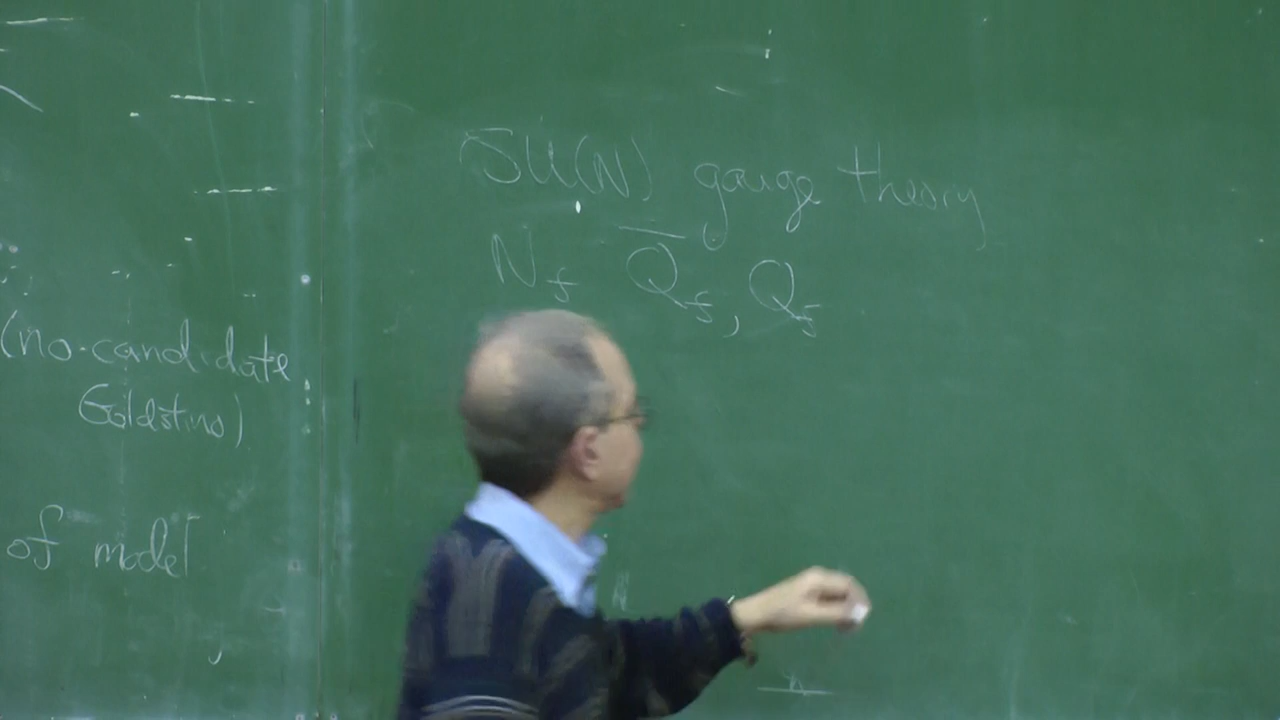 (no candidate
Goldstino)
of model
SU(N) gauge theory
N_f Q̅_f, Q_f